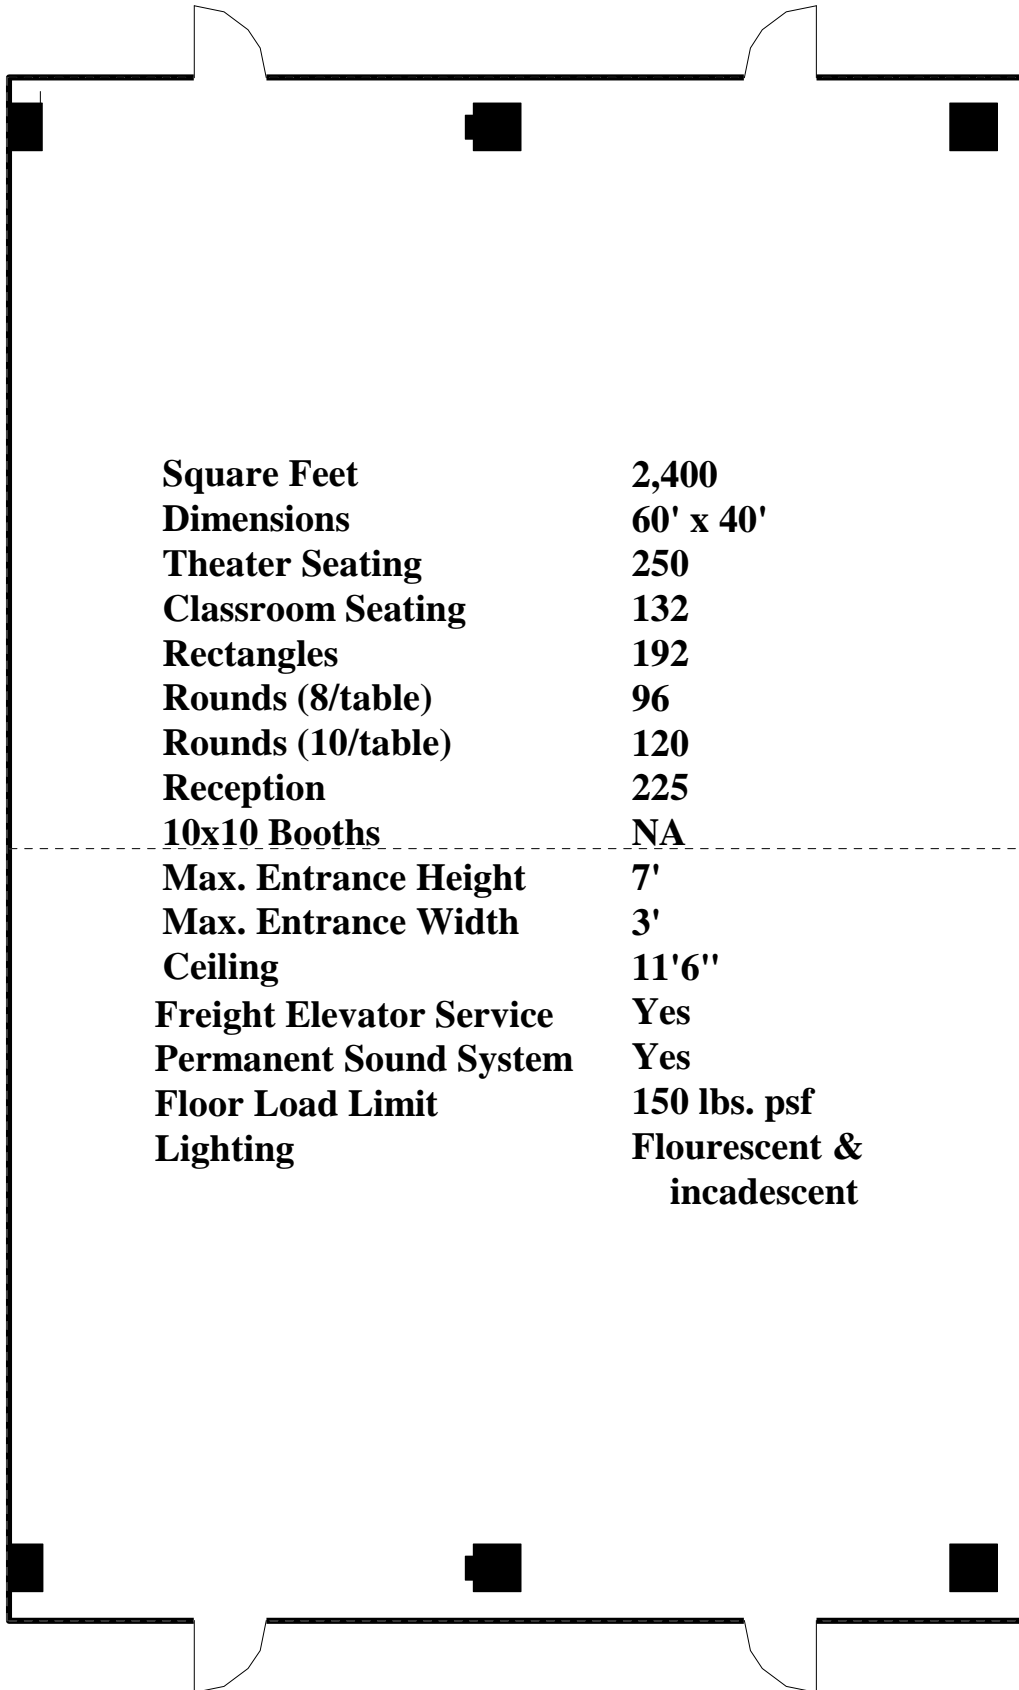 Square Feet 2,400
Dimensions 60' x 40'
Theater Seating 250
Classroom Seating 132
Rectangles 192
Rounds (8/table) 96
Rounds (10/table) 120
Reception 225
10x10 Booths NA
Max. Entrance Height 7'
Max. Entrance Width 3'
Ceiling 11'6"
Freight Elevator Service Yes
Permanent Sound System Yes
Floor Load Limit 150 lbs. psf
Lighting Flourescent &
incadescent